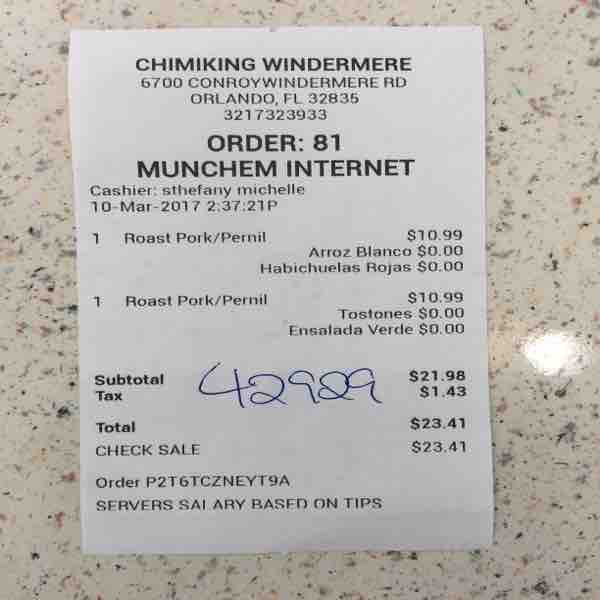 CHIMIKING WINDERMERE
6700 CONROYWINDERMERE RD
ORLANDO, FL 32835
3217323933
ORDER: 81
MUNCHEM INTERNET
Cashier: sthefany michelle
10-Mar-2017 2:37:21P
1 Roast Pork/Pernil $10.99
Arroz Blanco $0.00
Habichuelas Rojas $0.00
1 Roast Pork/Pernil $10.99
Tostones $0.00
Ensalada Verde $0.00
Subtotal $21.98
Tax $1.43
42929
Total $23.41
CHECK SALE $23.41
Order P2T6TCZNEYT9A
SERVERS SALARY BASED ON TIPS